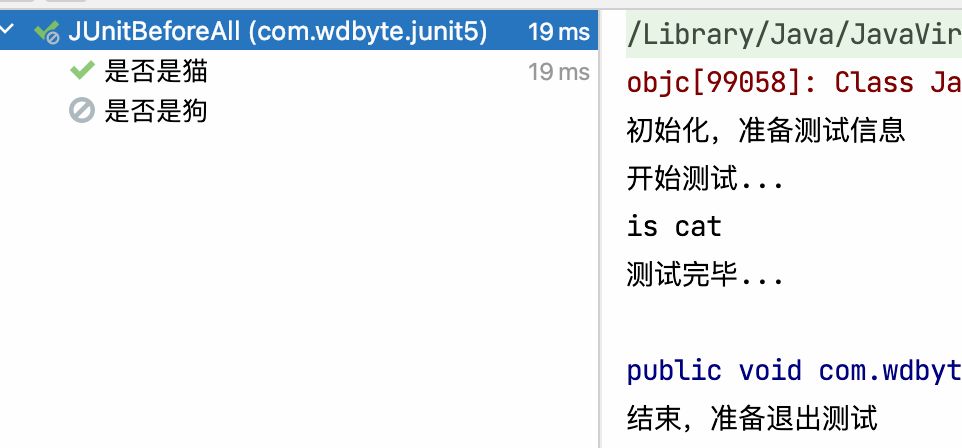 JUnitBeforeAll (com.wdbyte.junit5) 19 ms
是否是猫 19 ms
是否是狗
/Library/Java/JavaVir
objc[99058]: Class Ja
初始化，准备测试信息
开始测试...
is cat
测试完毕...
public void com.wdbyt
结束，准备退出测试